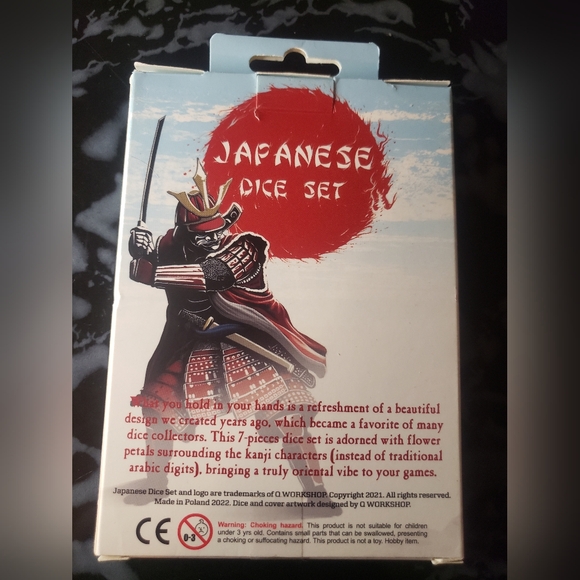 JAPANESE
DICE SET
What you hold in your hands is a refreshment of a beautiful
design we created years ago, which became a favorite of many
dice collectors. This 7-pieces dice set is adorned with flower
petals surrounding the kanji characters (instead of traditional
arabic digits), bringing a truly oriental vibe to your games.
Japanese Dice Set and logo are trademarks of Q WORKSHOP. Copyright 2021. All rights reserved.
Made in Poland 2022. Dice and cover artwork designed by Q WORKSHOP.
CE
0-3
Warning: Choking hazard. This product is not suitable for children
under 3 yrs old. Contains small parts that can be swallowed, presenting
a choking or suffocating hazard. This product is not a toy. Hobby item.